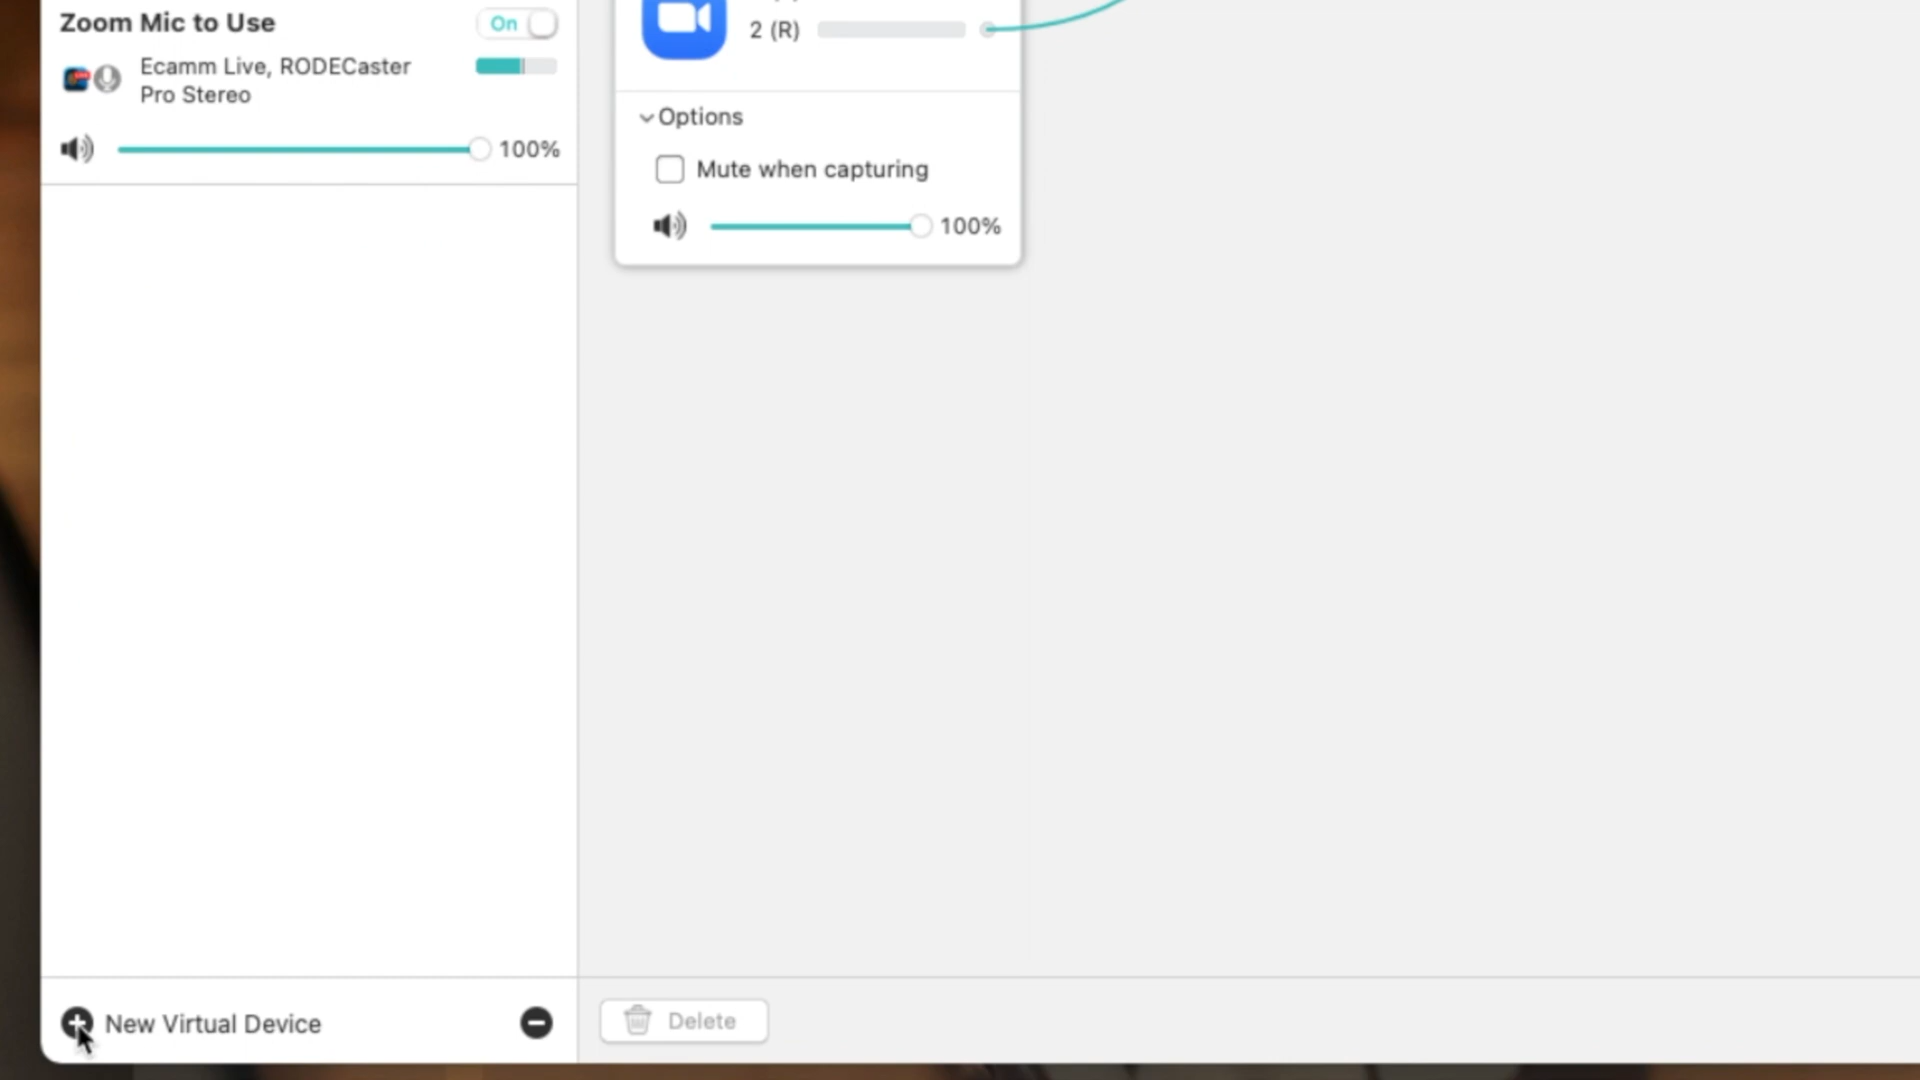 Zoom Mic to Use
On
Ecamm Live, RODECaster
Pro Stereo
100%
2 (R)
Options
Mute when capturing
100%
New Virtual Device
Delete